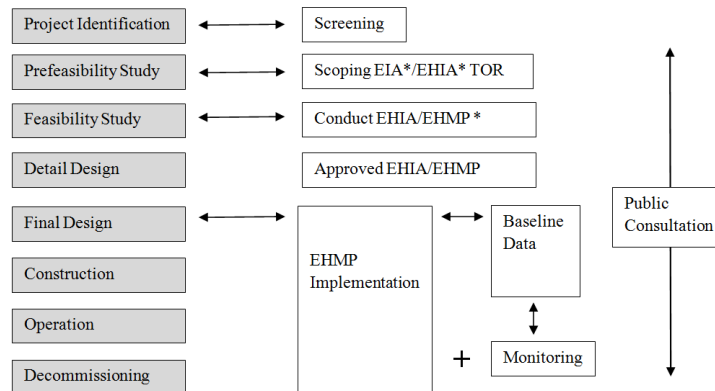 Project Identification
Screening
Prefeasibility Study
Scoping EIA*/EHIA* TOR
Feasibility Study
Conduct EHIA/EHMP *
Detail Design
Approved EHIA/EHMP
Final Design
Baseline
Data
Public
Consultation
EHMP
Implementation
Construction
Operation
+
Monitoring
Decommissioning